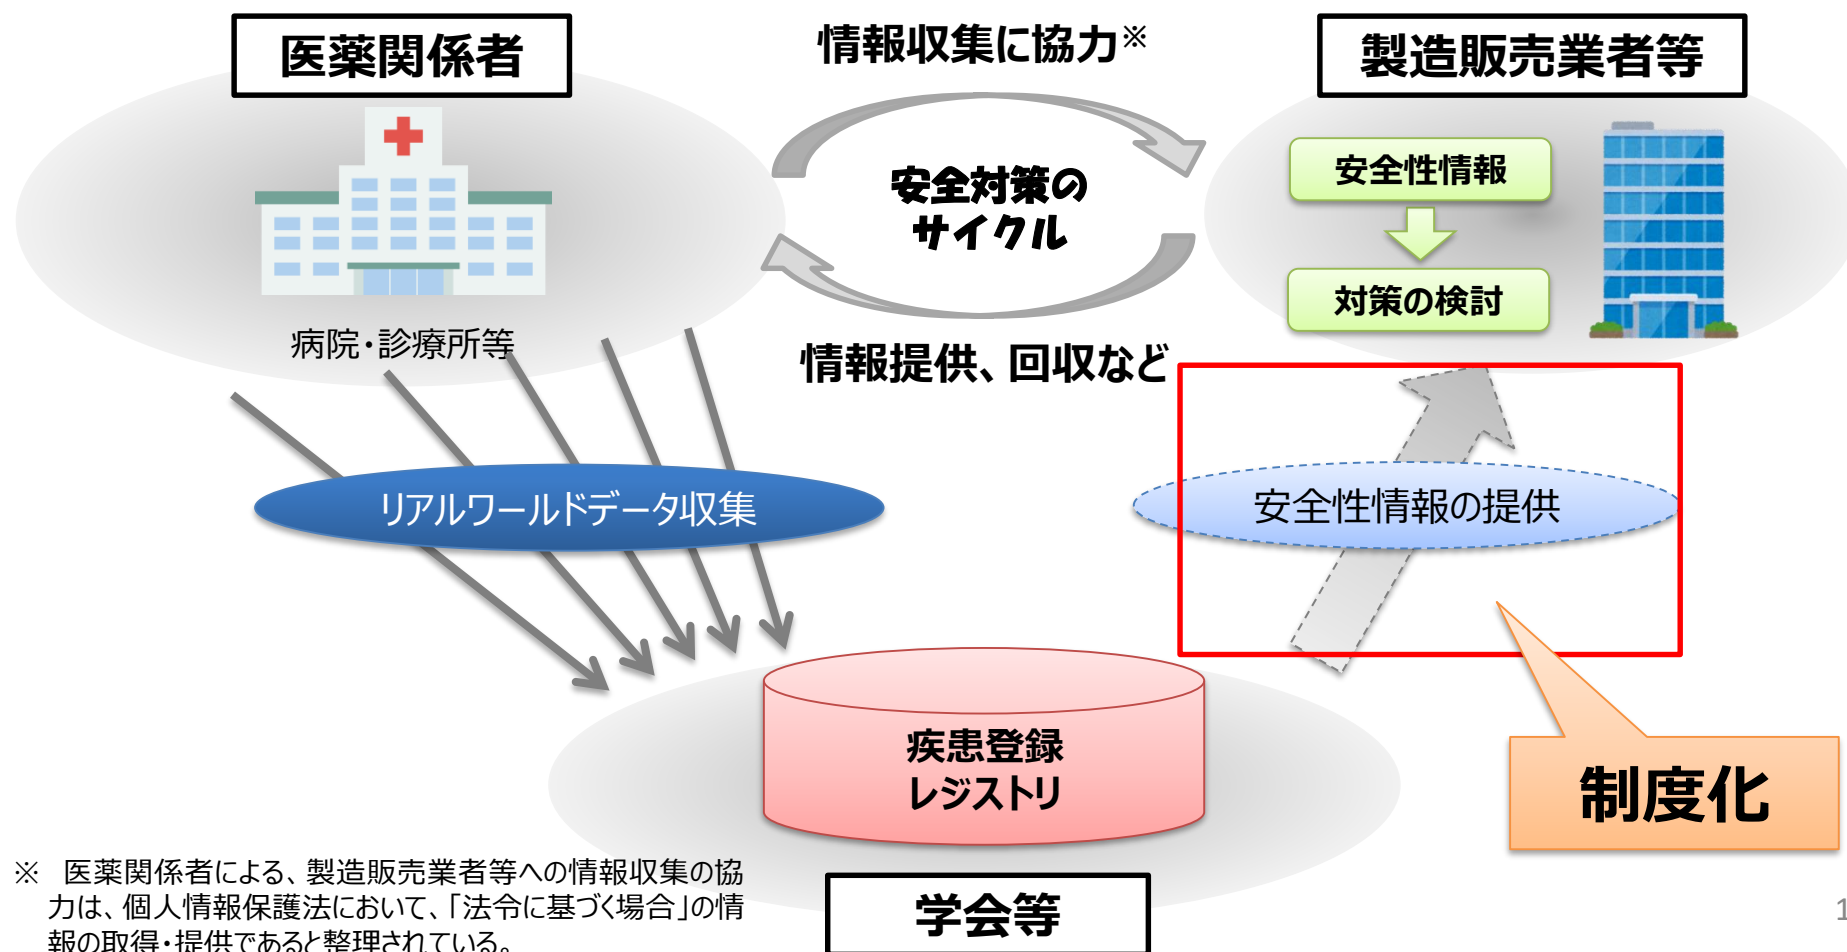 医薬関係者
情報収集に協力※
製造販売業者等
安全性情報
安全対策の
サイクル
対策の検討
病院・診療所等
情報提供、回収など
リアルワールドデータ収集
安全性情報の提供
疾患登録
レジストリ
制度化
※ 医薬関係者による、製造販売業者等への情報収集の協
力は、個人情報保護法において、「法令に基づく場合」の情
報の取得・提供であると整理されている。
学会等
1